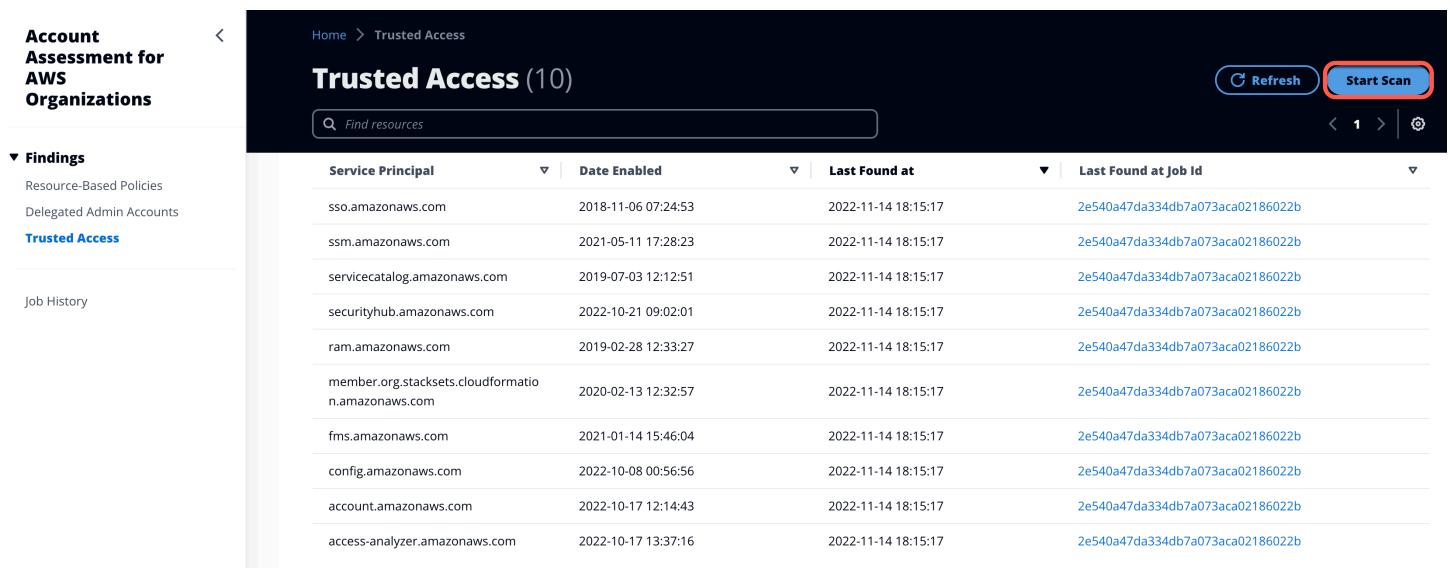 Account
Assessment for
AWS
Organizations
Findings
Resource-Based Policies
Delegated Admin Accounts
Trusted Access
Job History
Home > Trusted Access
Trusted Access (10)
Refresh
Start Scan
Find resources
1
Service Principal Date Enabled Last Found at Last Found at Job Id
sso.amazonaws.com 2018-11-06 07:24:53 2022-11-14 18:15:17 2e540a47da334db7a073aca02186022b
ssm.amazonaws.com 2021-05-11 17:28:23 2022-11-14 18:15:17 2e540a47da334db7a073aca02186022b
servicecatalog.amazonaws.com 2019-07-03 12:12:51 2022-11-14 18:15:17 2e540a47da334db7a073aca02186022b
securityhub.amazonaws.com 2022-10-21 09:02:01 2022-11-14 18:15:17 2e540a47da334db7a073aca02186022b
ram.amazonaws.com 2019-02-28 12:33:27 2022-11-14 18:15:17 2e540a47da334db7a073aca02186022b
member.org.stacksets.cloudformatio
n.amazonaws.com 2020-02-13 12:32:57 2022-11-14 18:15:17 2e540a47da334db7a073aca02186022b
fms.amazonaws.com 2021-01-14 15:46:04 2022-11-14 18:15:17 2e540a47da334db7a073aca02186022b
config.amazonaws.com 2022-10-08 00:56:56 2022-11-14 18:15:17 2e540a47da334db7a073aca02186022b
account.amazonaws.com 2022-10-17 12:14:43 2022-11-14 18:15:17 2e540a47da334db7a073aca02186022b
access-analyzer.amazonaws.com 2022-10-17 13:37:16 2022-11-14 18:15:17 2e540a47da334db7a073aca02186022b